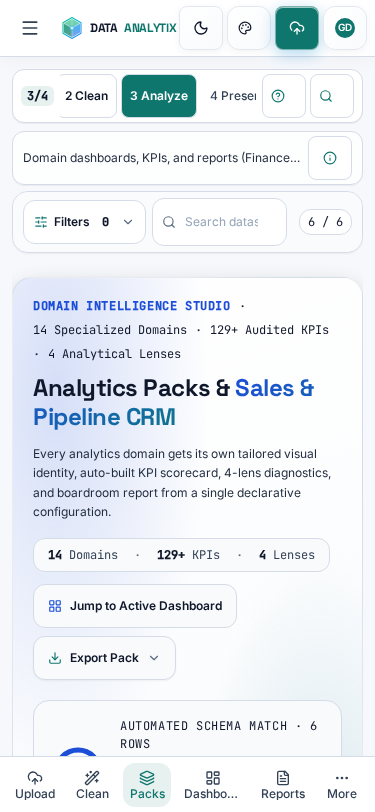 DATA ANALYTIX
GD
3/4 2 Clean 3 Analyze 4 Presen
Domain dashboards, KPIs, and reports (Finance...
Filters 0 Search datas 6 / 6
DOMAIN INTELLIGENCE STUDIO ·
14 Specialized Domains · 129+ Audited KPIs
· 4 Analytical Lenses
Analytics Packs & Sales &
Pipeline CRM
Every analytics domain gets its own tailored visual
identity, auto-built KPI scorecard, 4-lens diagnostics,
and boardroom report from a single declarative
configuration.
14 Domains · 129+ KPIs · 4 Lenses
Jump to Active Dashboard
Export Pack
AUTOMATED SCHEMA MATCH · 6
ROWS
Upload Clean Packs Dashbo... Reports More